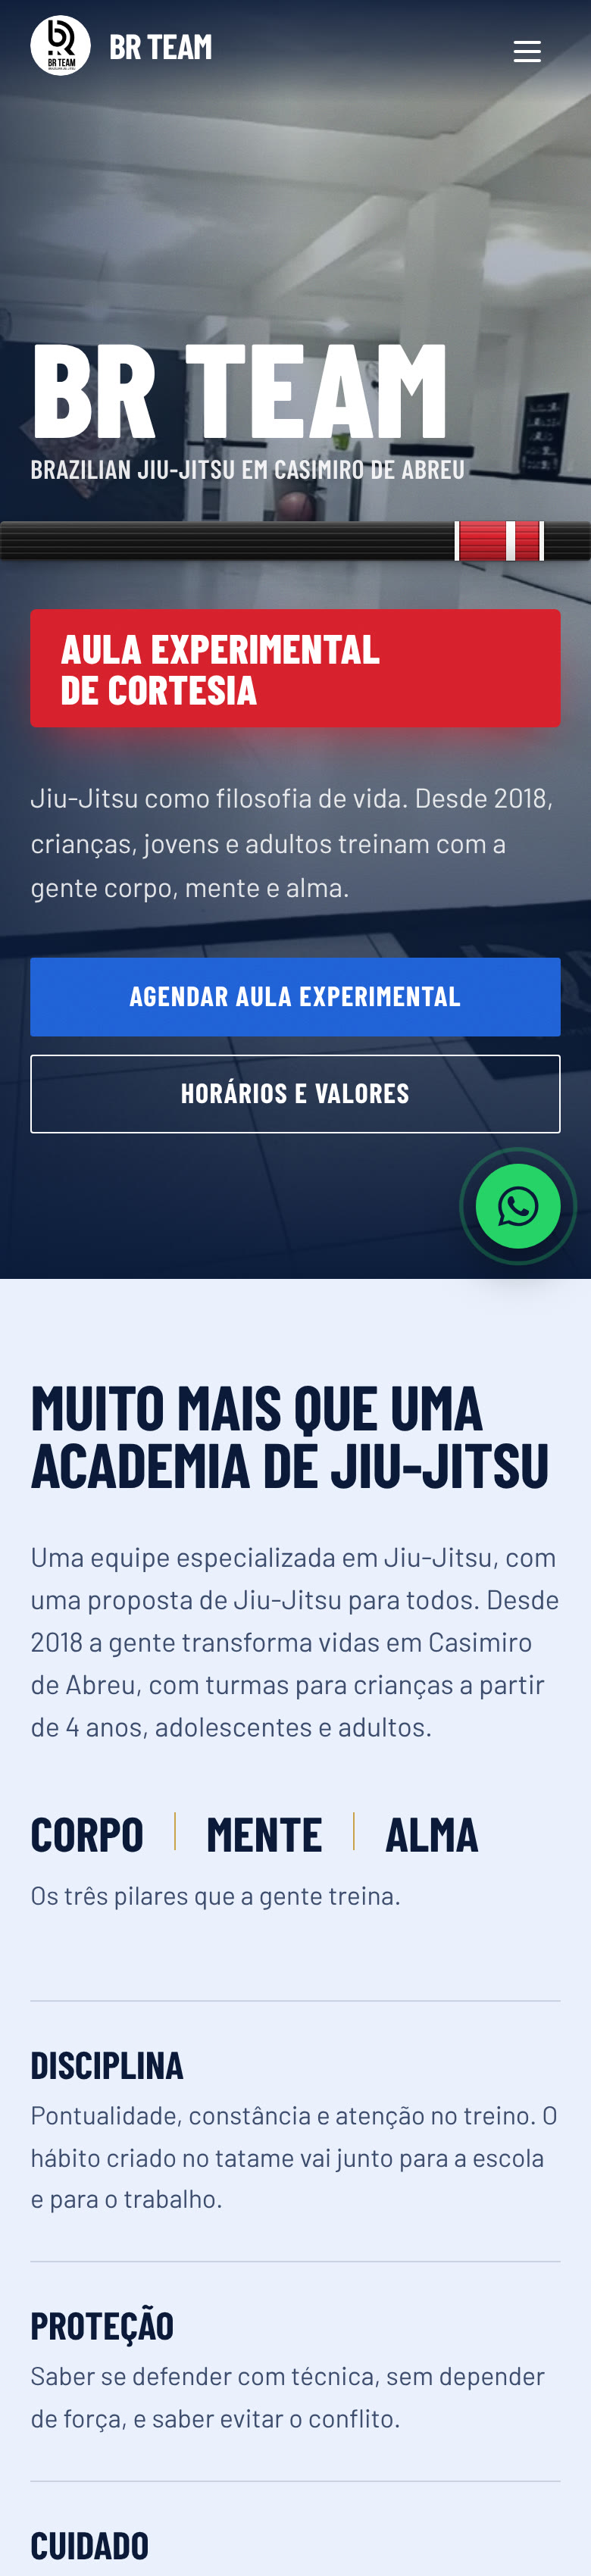 BR TEAM
BR TEAM
BR TEAM
BRAZILIAN JIU-JITSU EM CASIMIRO DE ABREU
AULA EXPERIMENTAL
DE CORTESIA
Jiu-Jitsu como filosofia de vida. Desde 2018,
crianças, jovens e adultos treinam com a
gente corpo, mente e alma.
AGENDAR AULA EXPERIMENTAL
HORÁRIOS E VALORES
MUITO MAIS QUE UMA
ACADEMIA DE JIU-JITSU
Uma equipe especializada em Jiu-Jitsu, com
uma proposta de Jiu-Jitsu para todos. Desde
2018 a gente transforma vidas em Casimiro
de Abreu, com turmas para crianças a partir
de 4 anos, adolescentes e adultos.
CORPO MENTE ALMA
Os três pilares que a gente treina.
DISCIPLINA
Pontualidade, constância e atenção no treino. O
hábito criado no tatame vai junto para a escola
e para o trabalho.
PROTEÇÃO
Saber se defender com técnica, sem depender
de força, e saber evitar o conflito.
CUIDADO